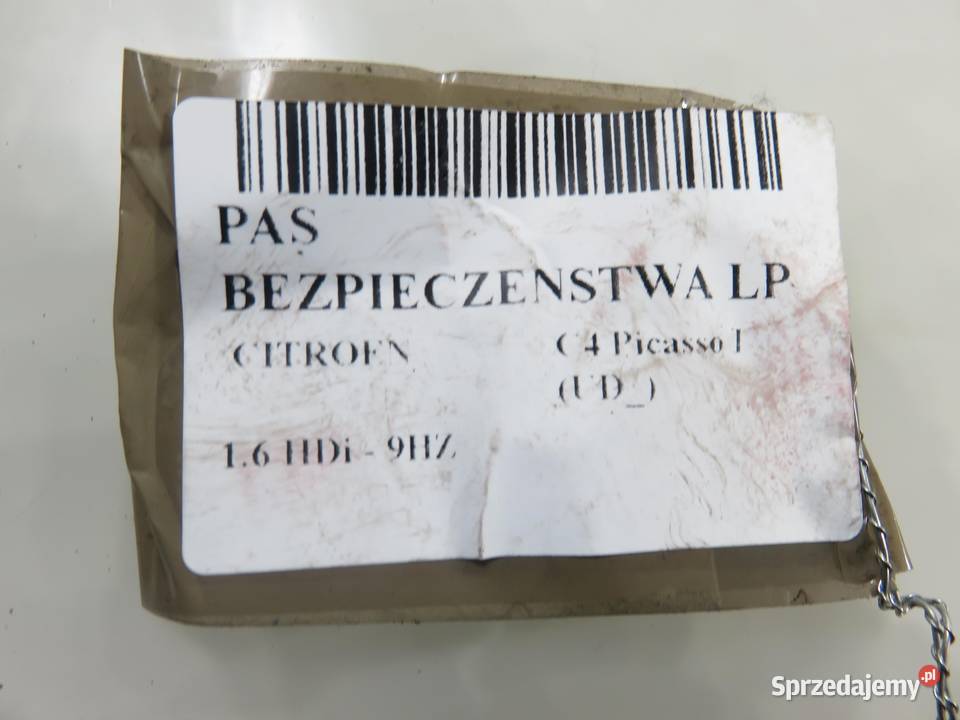 PAS
BEZPIECZENSTWA LP
CITROEN C4 Picasso I
(UD_)
1.6 HDi - 9HZ
Sprzedajemy.pl